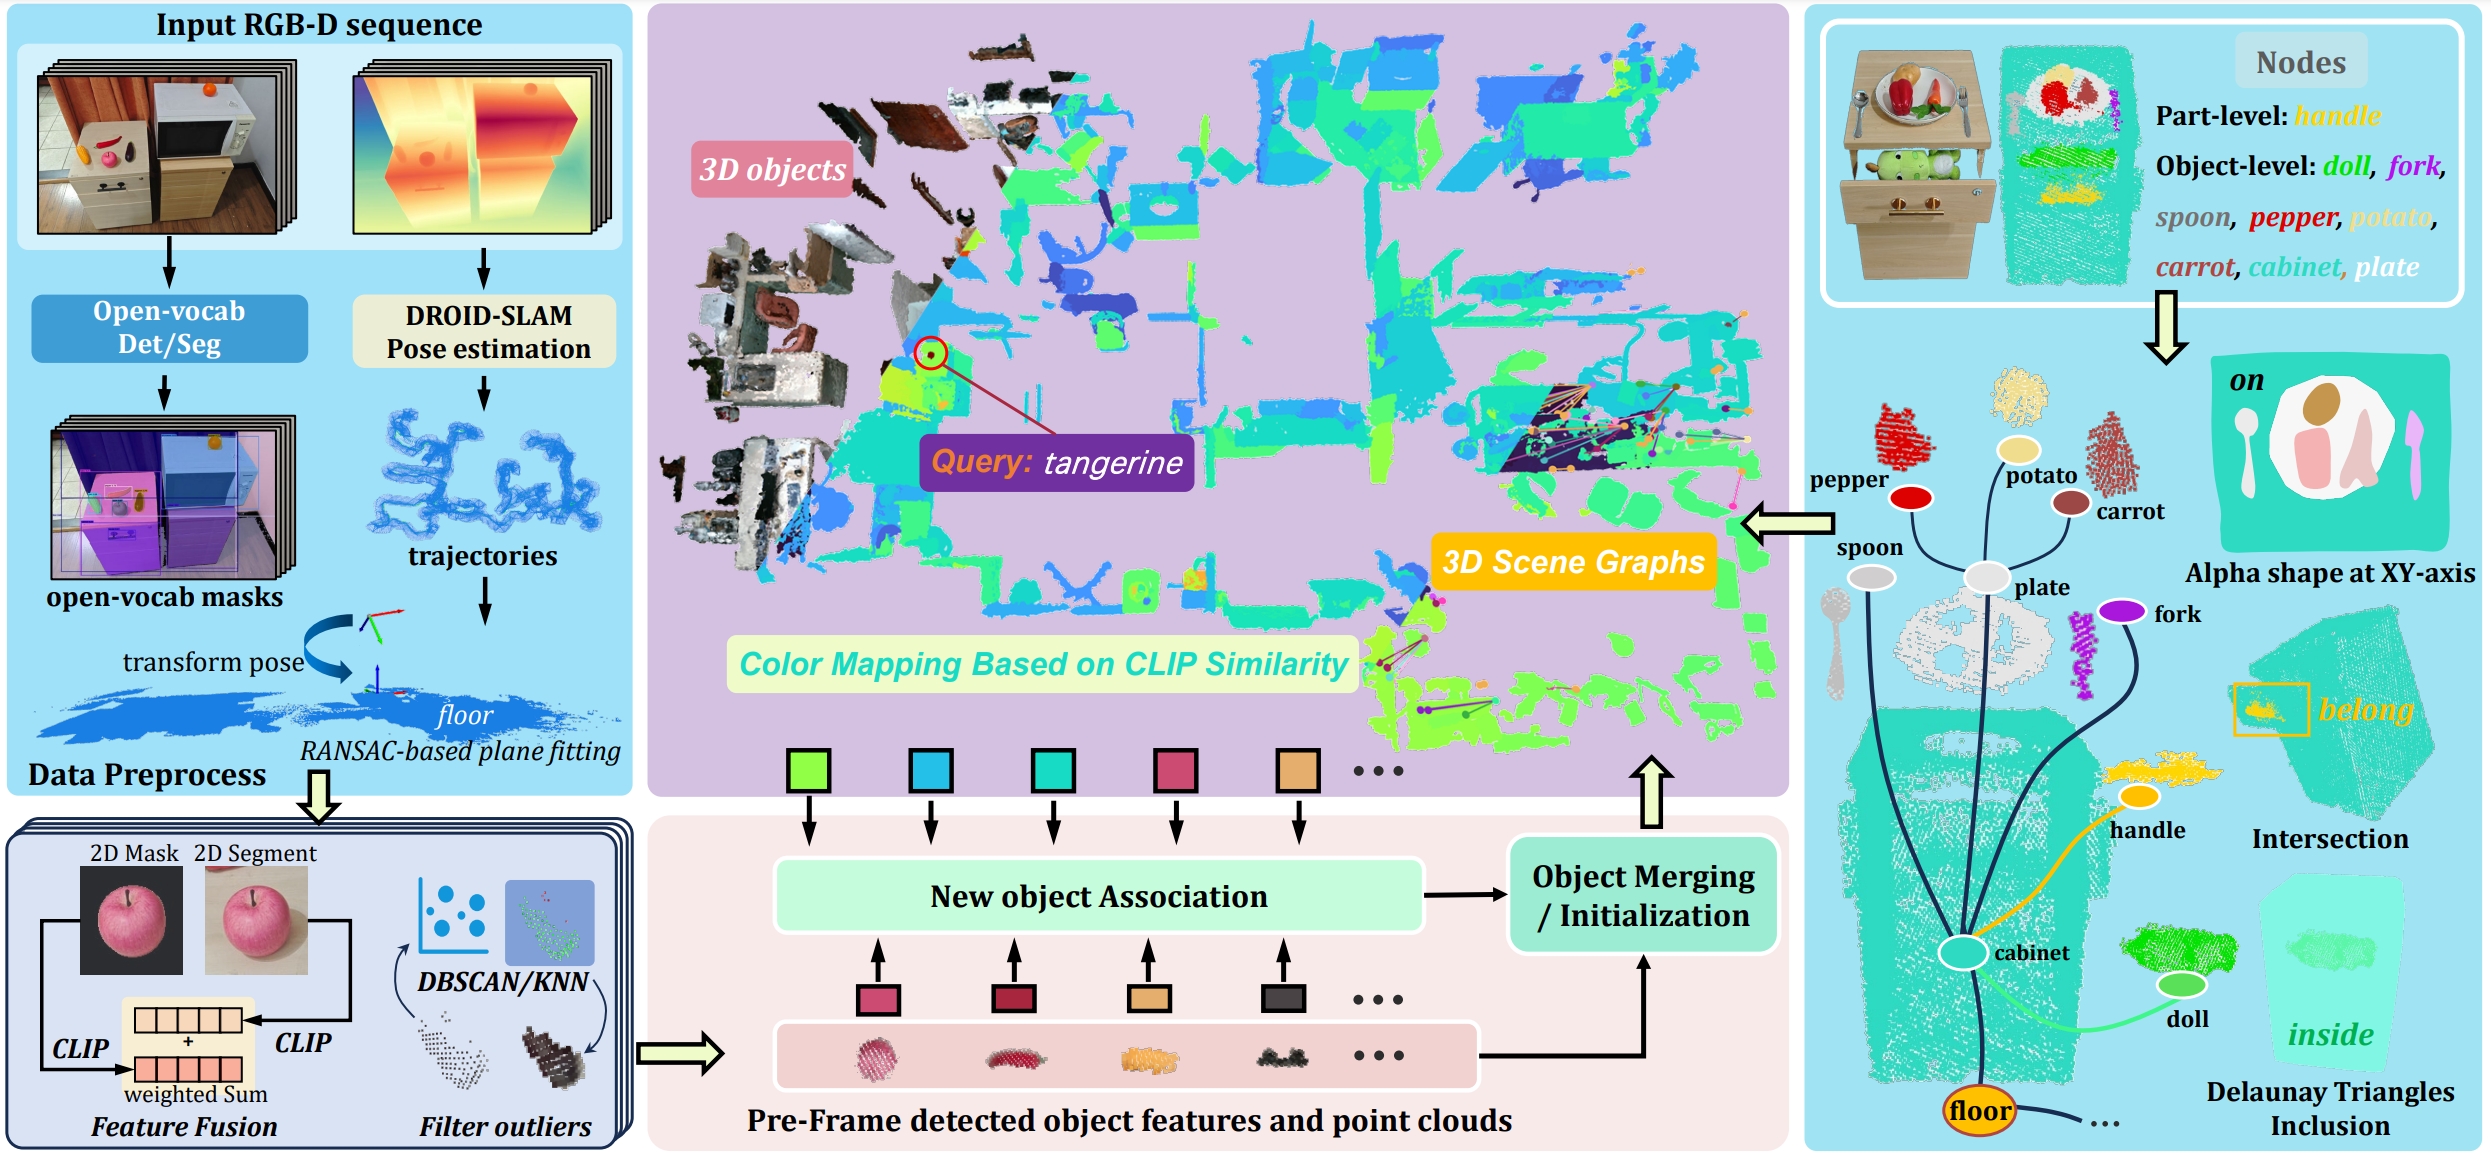 Input RGB-D sequence
Open-vocab
Det/Seg
DROID-SLAM
Pose estimation
open-vocab masks
trajectories
transform pose
floor
RANSAC-based plane fitting
Data Preprocess
2D Mask
2D Segment
CLIP
+
CLIP
weighted Sum
Feature Fusion
DBSCAN/KNN
Filter outliers
3D objects
Query: tangerine
3D Scene Graphs
Color Mapping Based on CLIP Similarity
New object Association
Object Merging
/ Initialization
Pre-Frame detected object features and point clouds
Nodes
Part-level: handle
Object-level: doll, fork,
spoon, pepper, potato,
carrot, cabinet, plate
pepper
potato
carrot
spoon
plate
fork
handle
cabinet
doll
floor
on
Alpha shape at XY-axis
belong
Intersection
inside
Delaunay Triangles
Inclusion